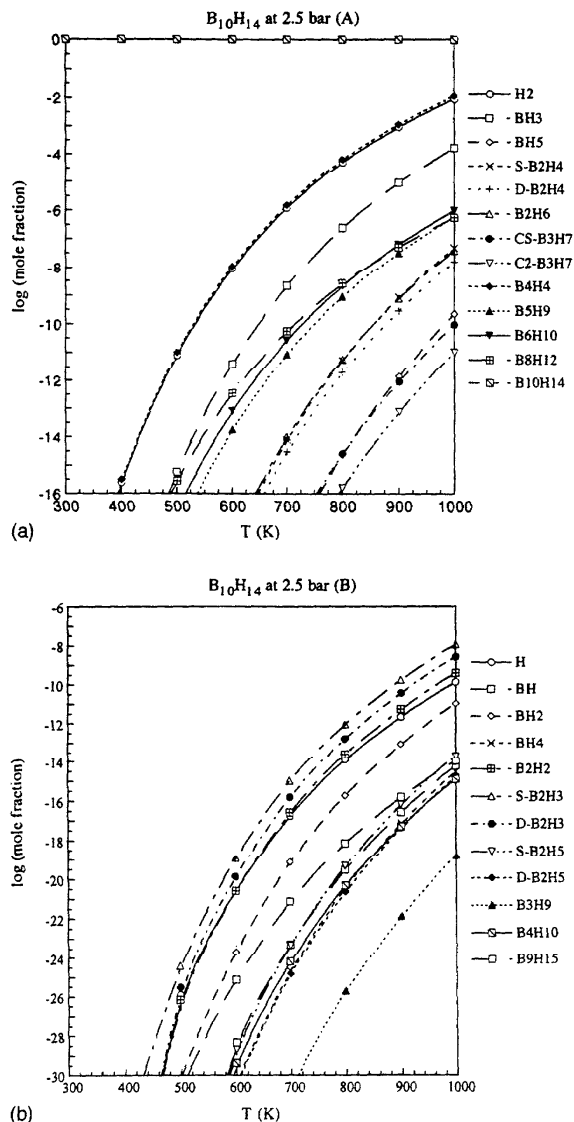 B10H14 at 2.5 bar (A)
0
-2
-4
-6
-8
-10
-12
-14
-16
log (mole fraction)
300 400 500 600 700 800 900 1000
T (K)
H2
BH3
BH5
S-B2H4
D-B2H4
B2H6
CS-B3H7
C2-B3H7
B4H4
B5H9
B6H10
B8H12
B10H14
(a)
B10H14 at 2.5 bar (B)
-6
-8
-10
-12
-14
-16
-18
-20
-22
-24
-26
-28
-30
log (mole fraction)
300 400 500 600 700 800 900 1000
T (K)
H
BH
BH2
BH4
B2H2
S-B2H3
D-B2H3
S-B2H5
D-B2H5
B3H9
B4H10
B9H15
(b)